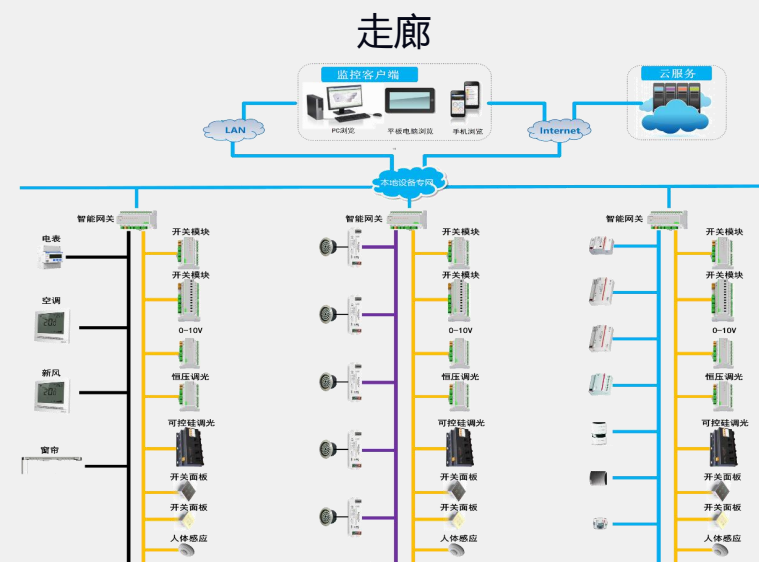 走廊
监控客户端
云服务
PC浏览
平板电脑浏览
手机浏览
LAN
Internet
本地设备专网
智能网关
智能网关
智能网关
电表
开关模块
开关模块
开关模块
空调
开关模块
开关模块
开关模块
0-10V
0-10V
0-10V
新风
恒压调光
恒压调光
恒压调光
可控硅调光
可控硅调光
可控硅调光
窗帘
开关面板
开关面板
开关面板
开关面板
开关面板
开关面板
人体感应
人体感应
人体感应